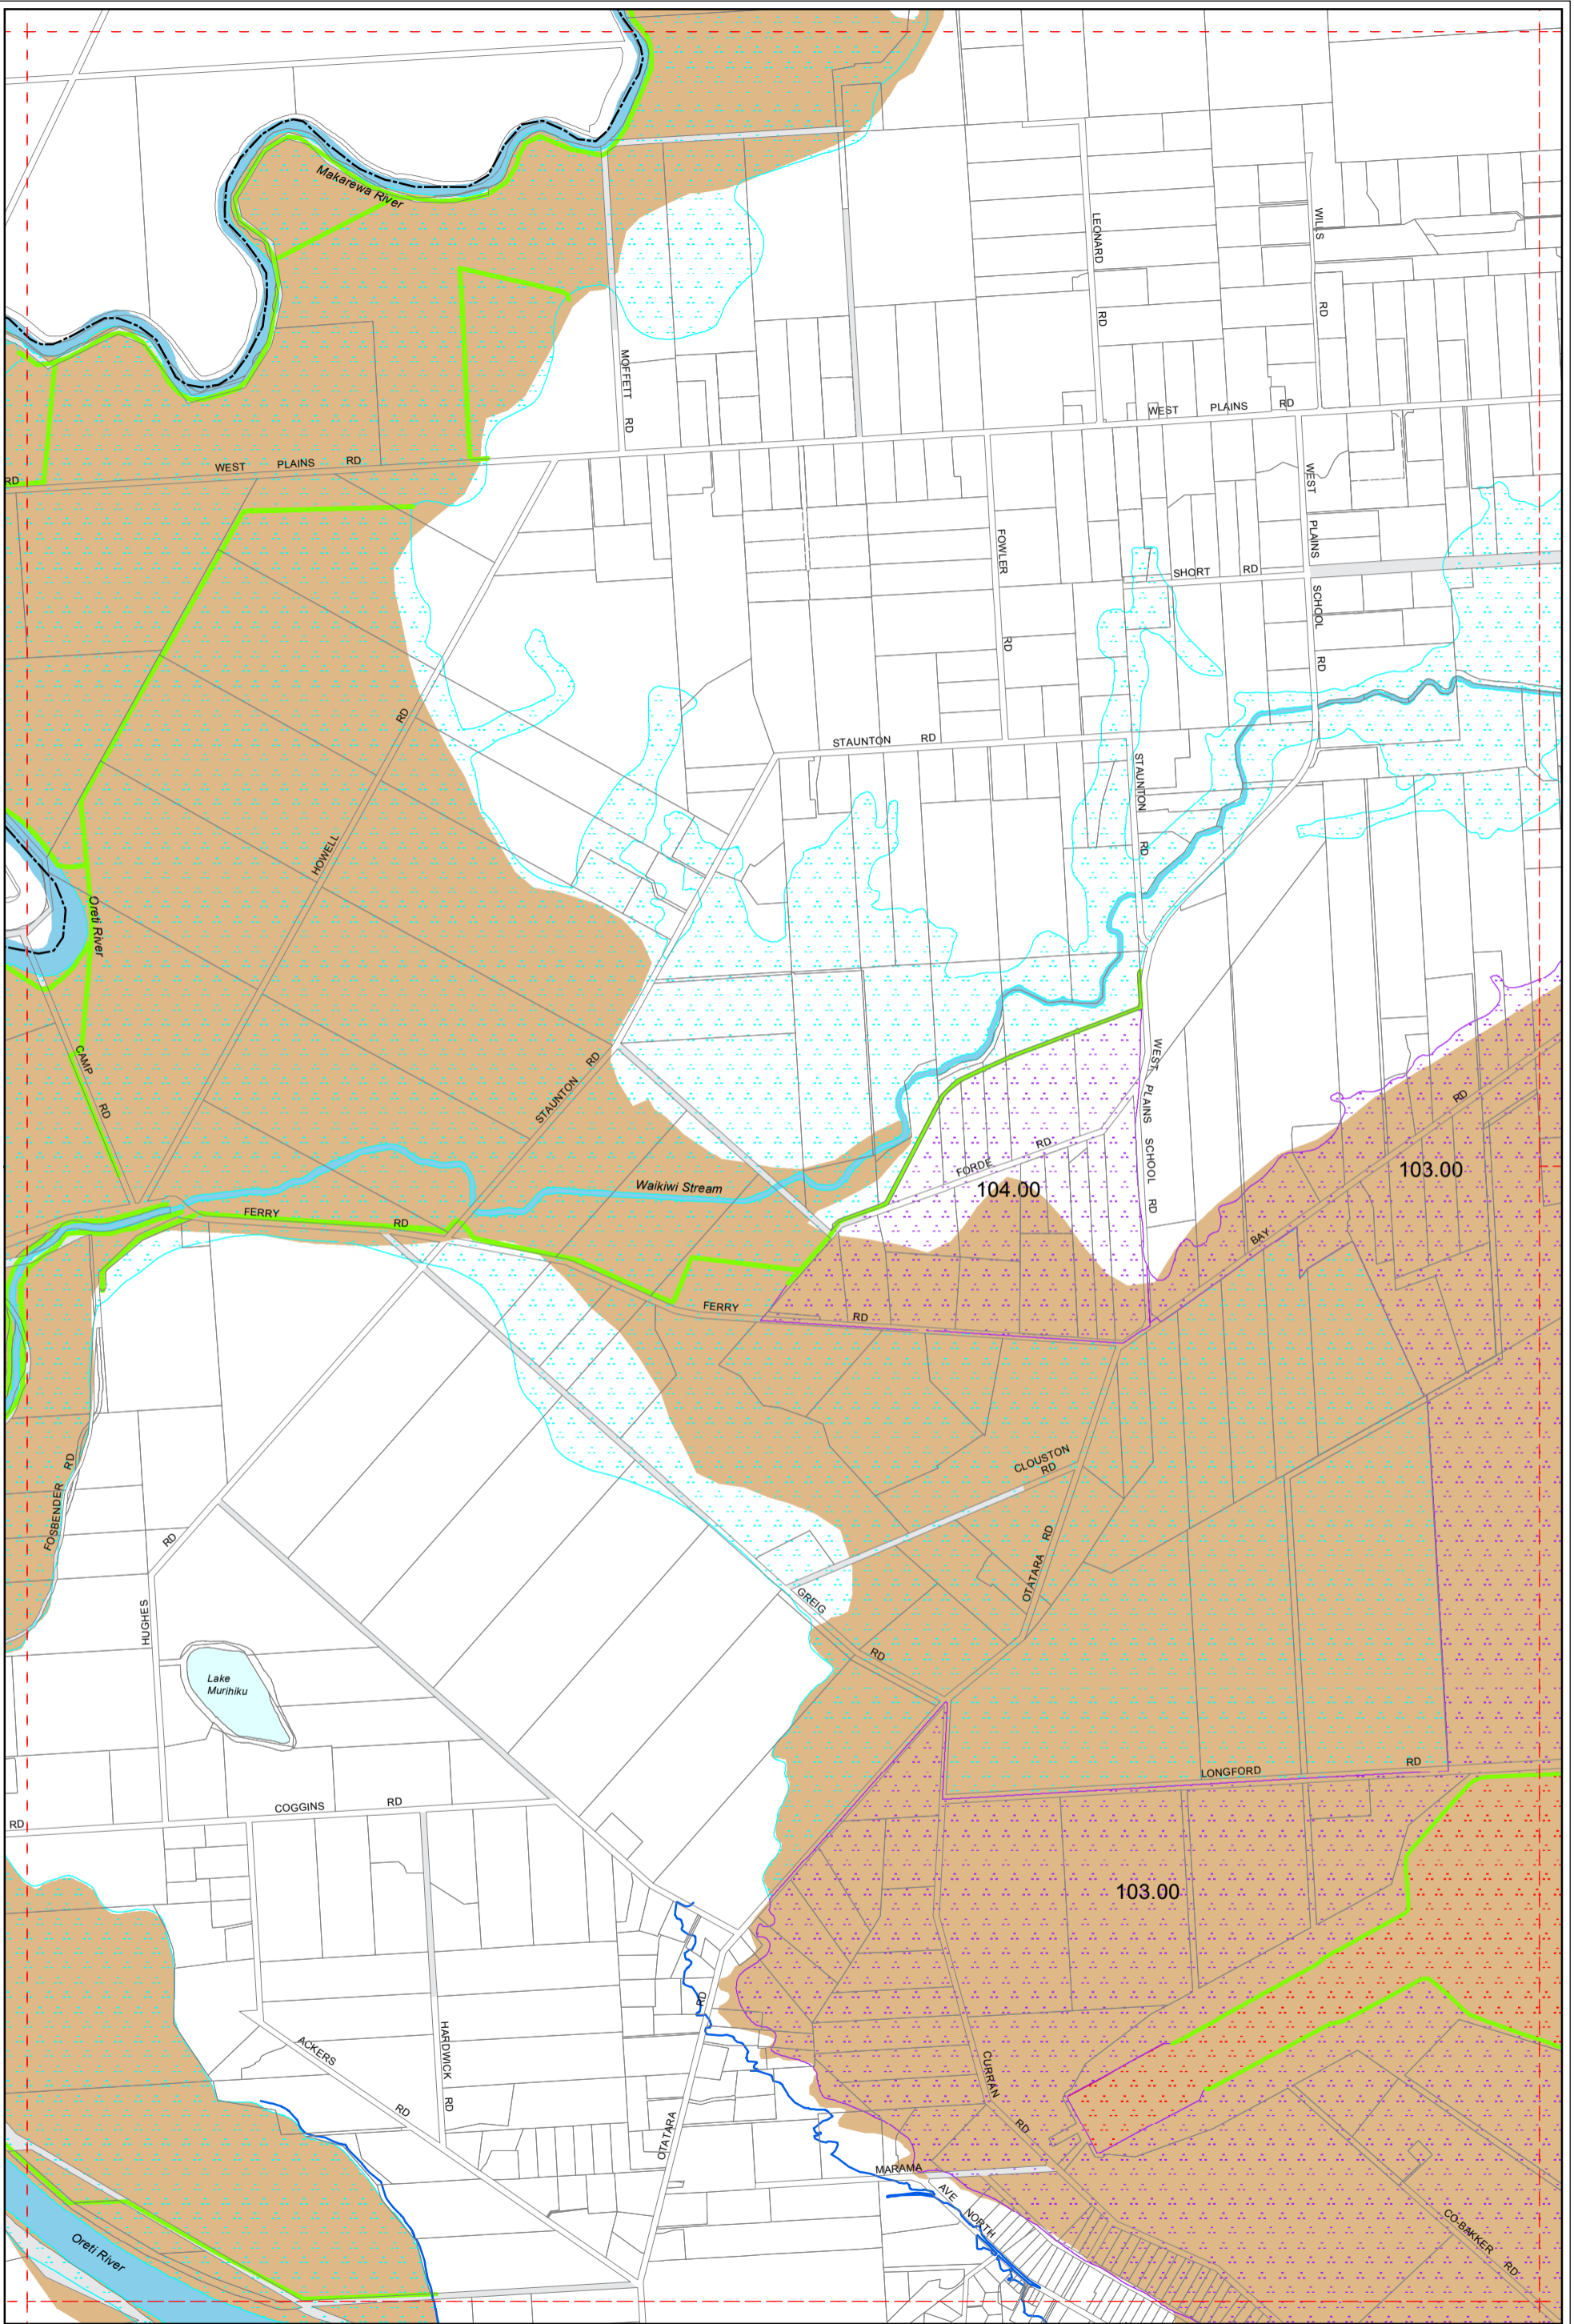 Makarewa River
LEONARD
RD
WILLS
RD
MOFFETT
RD
WEST PLAINS RD
WEST PLAINS RD
RD
WEST PLAINS SCHOOL RD
FOWLER
RD
SHORT RD
HOWELL
RD
STAUNTON RD
STAUNTON
RD
Oreti River
CAMP
RD
STAUNTON RD
WEST PLAINS SCHOOL RD
FORDE RD
104.00
103.00
RD
BAY
Waikiwi Stream
FERRY RD
FERRY RD
CLOUSTON
RD
OTATARA RD
FOSBENDER RD
RD
HUGHES
GREIG
RD
Lake
Murihiku
LONGFORD RD
COGGINS RD
RD
103.00
RD
OTATARA
HARDWICK
RD
ACKERS
RD
CURRAN
RD
MARAMA
AVE
NORTH
CO-BAKKER
RD
Oreti River